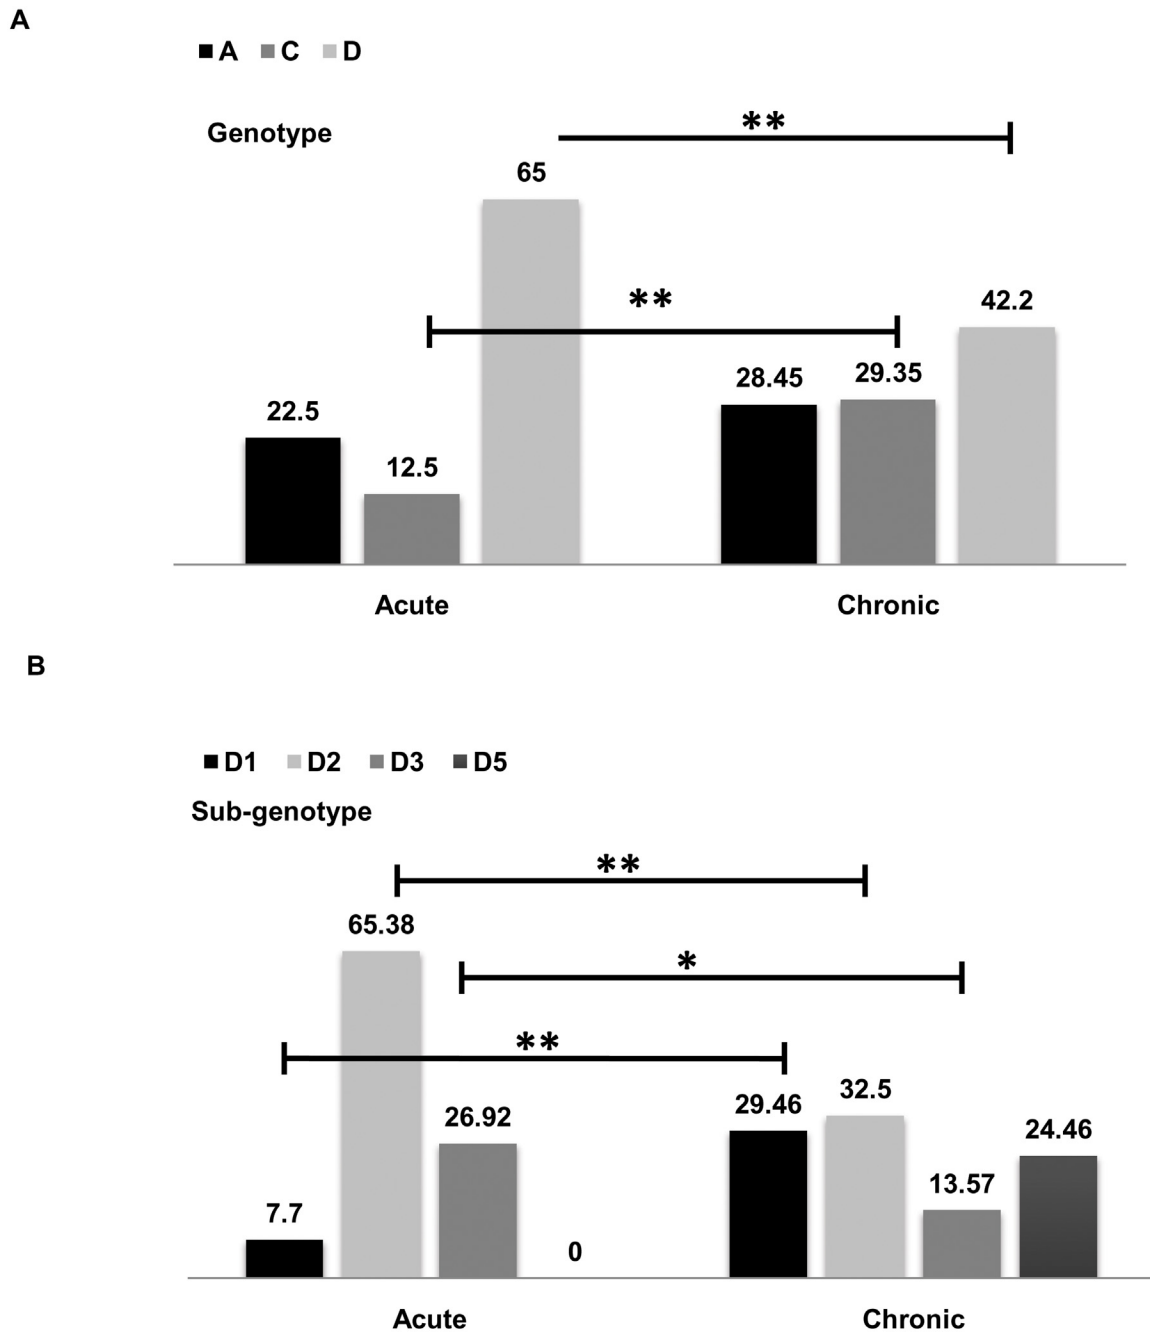 A
A C D
Genotype
**
65
**
42.2
28.45 29.35
22.5
12.5
Acute Chronic
B
D1 D2 D3 D5
Sub-genotype
**
65.38
*
**
29.46 32.5
26.92 24.46
13.57
7.7
0
Acute Chronic